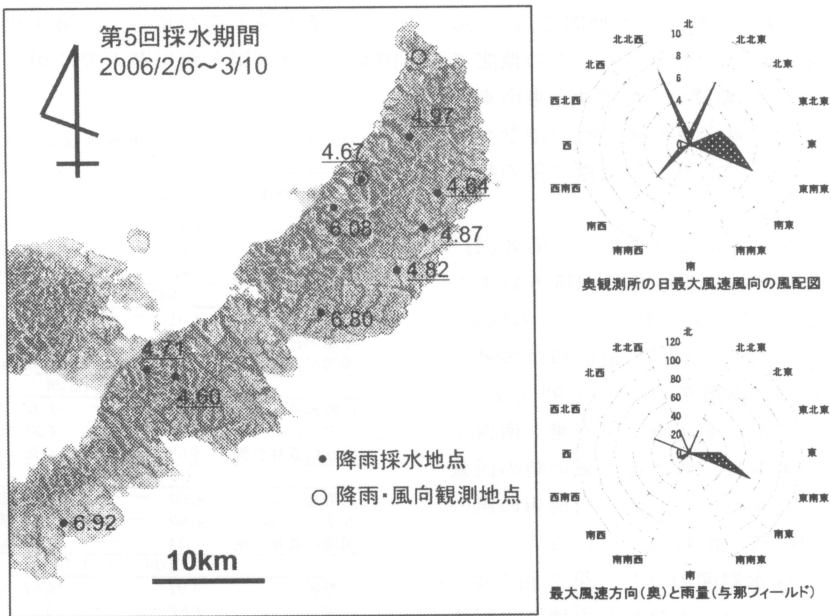 第5回採水期間
2006/2/6～3/10
4.97
4.67
4.64
6.08
4.87
4.82
6.80
4.71
4.60
6.92
● 降雨採水地点
○ 降雨・風向観測地点
10km
北
北北西
北北東
北西
北東
西北西
東北東
西
東
西南西
東南東
南西
南東
南南西
南南東
南
10
8
6
4
2
0
奥観測所の日最大風速風向の風配図
北
北北西
北北東
北西
北東
西北西
東北東
西
東
西南西
東南東
南西
南東
南南西
南南東
南
120
100
80
60
40
20
0
最大風速方向(奥)と雨量(与那フィールド)